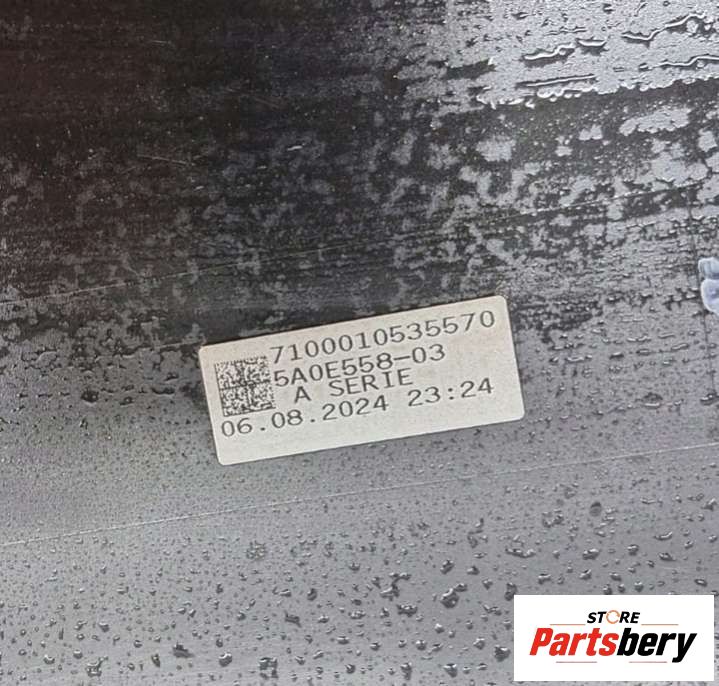 7100010535570
5A0E558-03
A SERIE
06.08.2024 23:24
STORE
Partsbery